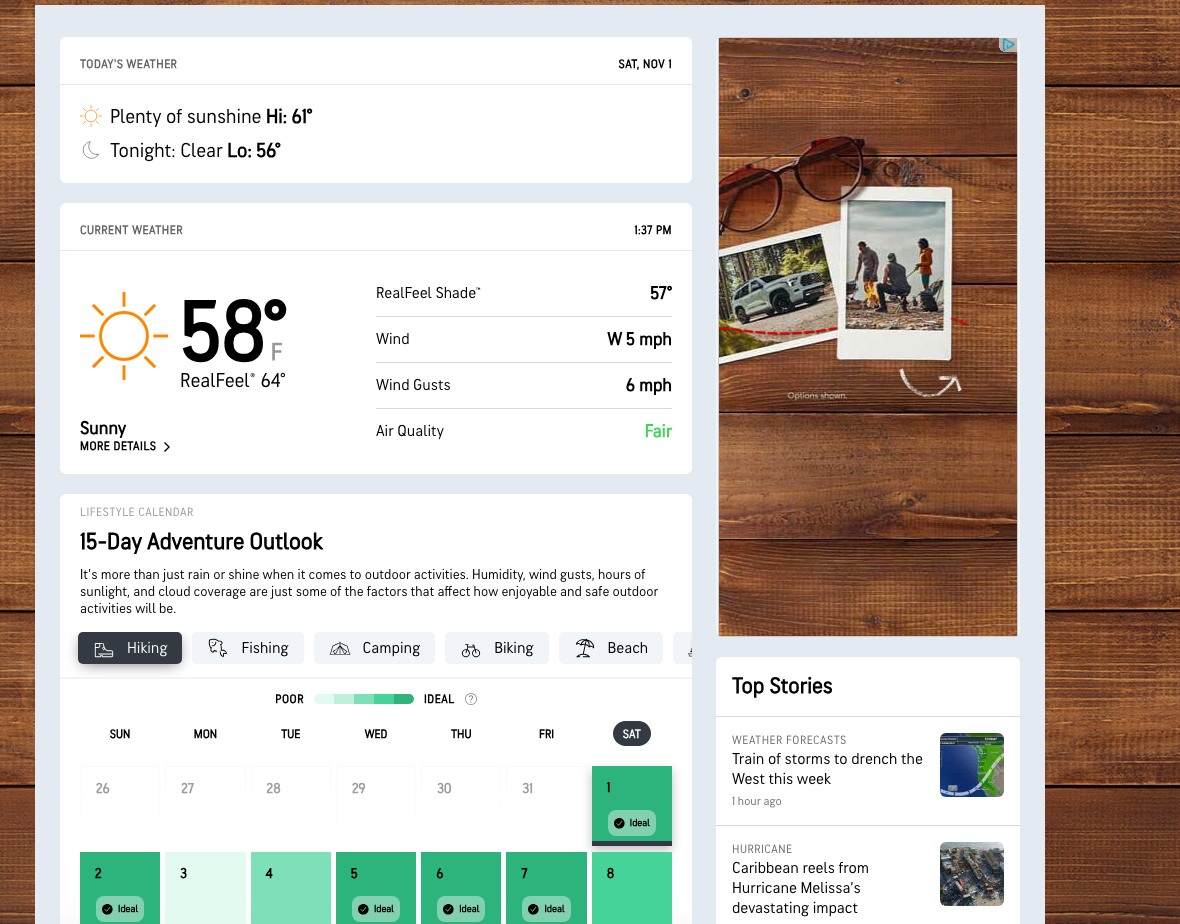 TODAY'S WEATHER
SAT, NOV 1
Plenty of sunshine Hi: 61°
Tonight: Clear Lo: 56°
CURRENT WEATHER
1:37 PM
58°F
RealFeel® 64°
Sunny
MORE DETAILS
RealFeel Shade™ 57°
Wind W 5 mph
Wind Gusts 6 mph
Air Quality Fair
LIFESTYLE CALENDAR
15-Day Adventure Outlook
It's more than just rain or shine when it comes to outdoor activities. Humidity, wind gusts, hours of
sunlight, and cloud coverage are just some of the factors that affect how enjoyable and safe outdoor
activities will be.
Hiking Fishing Camping Biking Beach
POOR IDEAL ?
SUN MON TUE WED THU FRI SAT
26 27 28 29 30 31 1
Ideal
2 3 4 5 6 7 8
Ideal Ideal Ideal Ideal
Options shown.
Top Stories
WEATHER FORECASTS
Train of storms to drench the
West this week
1 hour ago
HURRICANE
Caribbean reels from
Hurricane Melissa's
devastating impact